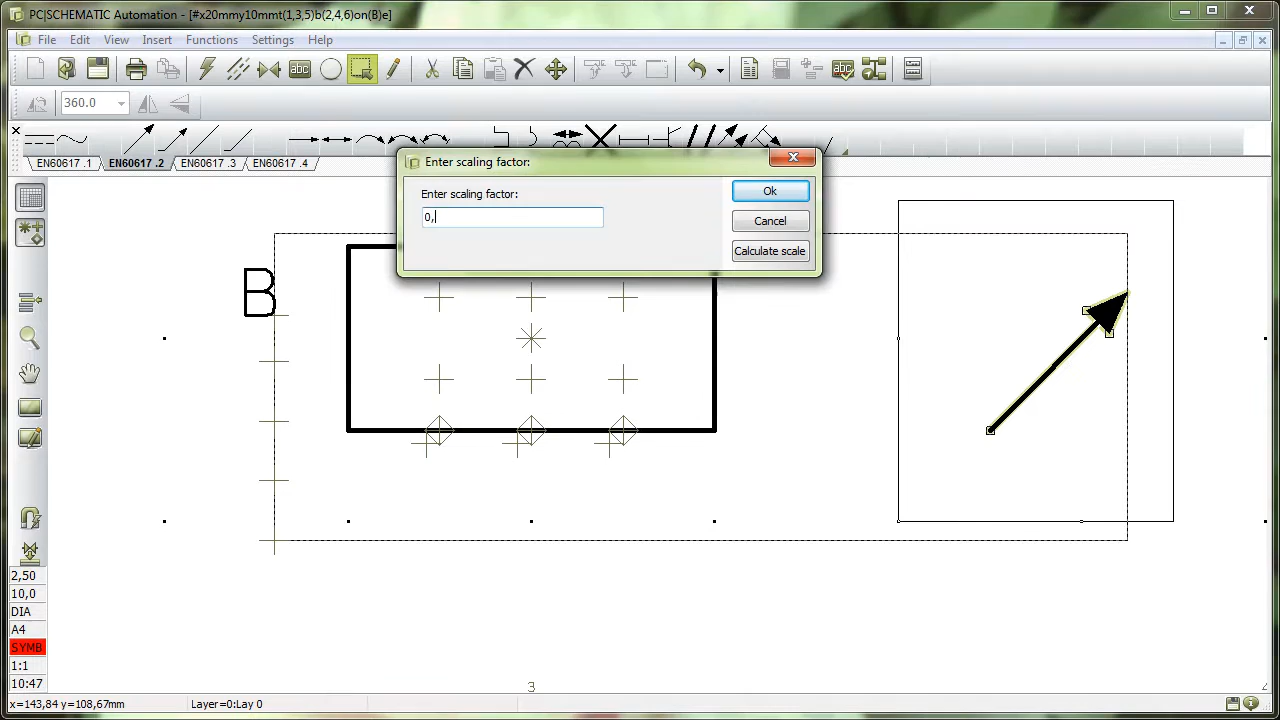 PC|SCHEMATIC Automation - [#x20mmy10mmt(1,3,5)b(2,4,6)on(B)e]
File Edit View Insert Functions Settings Help
abc
abc
360.0
EN60617 .1 EN60617 .2 EN60617 .3 EN60617 .4
Enter scaling factor:
Enter scaling factor:
0,
Ok
Cancel
Calculate scale
B
2,50
10,0
DIA
A4
SYMB
1:1
10:47
3
x=143,84 y=108,67mm Layer=0:Lay 0